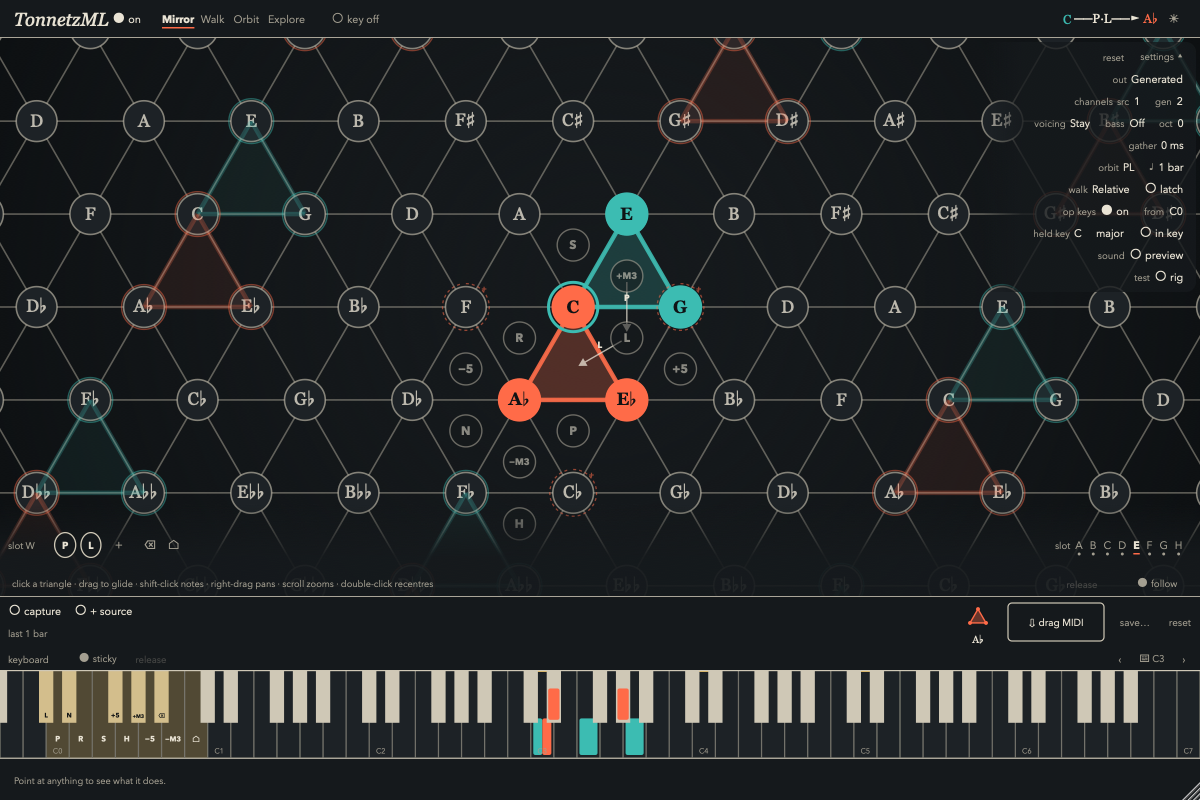 TonnetzML on Mirror Walk Orbit Explore key off C P·L A♭
reset settings
out Generated
D A E B F♯ C♯ G♯ D♯ A♯ E♯
channels src 1 gen 2
voicing Stay bass Off oct 0
gather 0 ms
orbit PL ♩ 1 bar
walk Relative latch
F C G D A E B F♯ C♯
op keys on from C0
held key C major in key
S
sound preview
+M3
test rig
P
D♭ A♭ E♭ B♭ F C G D A E B
R L L
−5 +5
F♭ C♭ G♭ D♭ A♭ E♭ B♭ F C G D
N P
−M3
D♭♭ A♭♭ E♭♭ B♭♭ F♭ C♭ G♭ D♭ A♭ E♭ B♭
H
slot W P L + slot A B C D E F G H
click a triangle · drag to glide · shift-click notes · right-drag pans · scroll zooms · double-click recentres
A♭♭ E♭♭ B♭♭ F♭ C♭ G♭ release follow
capture + source
⇩ drag MIDI save... reset
last 1 bar
A♭
keyboard sticky release ‹ C3 ›
L N +5 +M3
P R S H −5 −M3
C0 C1 C2 C4 C5 C6 C7
Point at anything to see what it does.